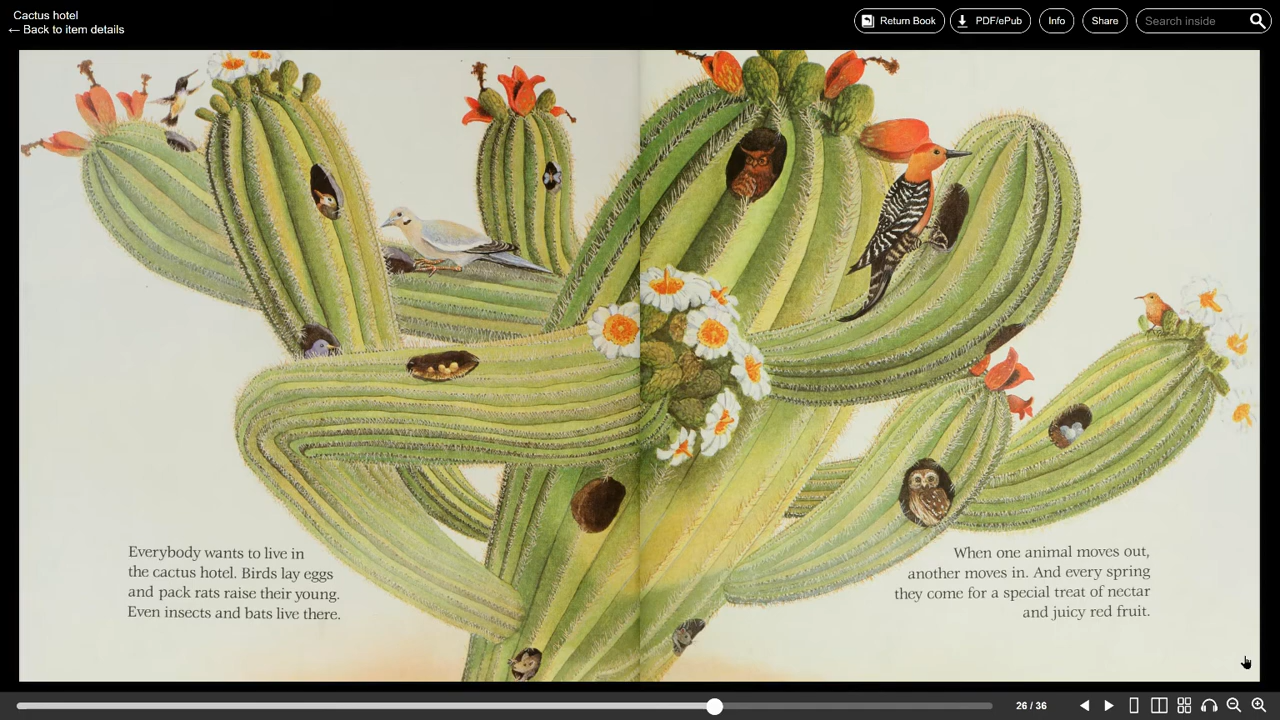 Cactus hotel
← Back to item details
Return Book
PDF/ePub
Info
Share
Search inside
Everybody wants to live in
the cactus hotel. Birds lay eggs
and pack rats raise their young.
Even insects and bats live there.
When one animal moves out,
another moves in. And every spring
they come for a special treat of nectar
and juicy red fruit.
26 / 36